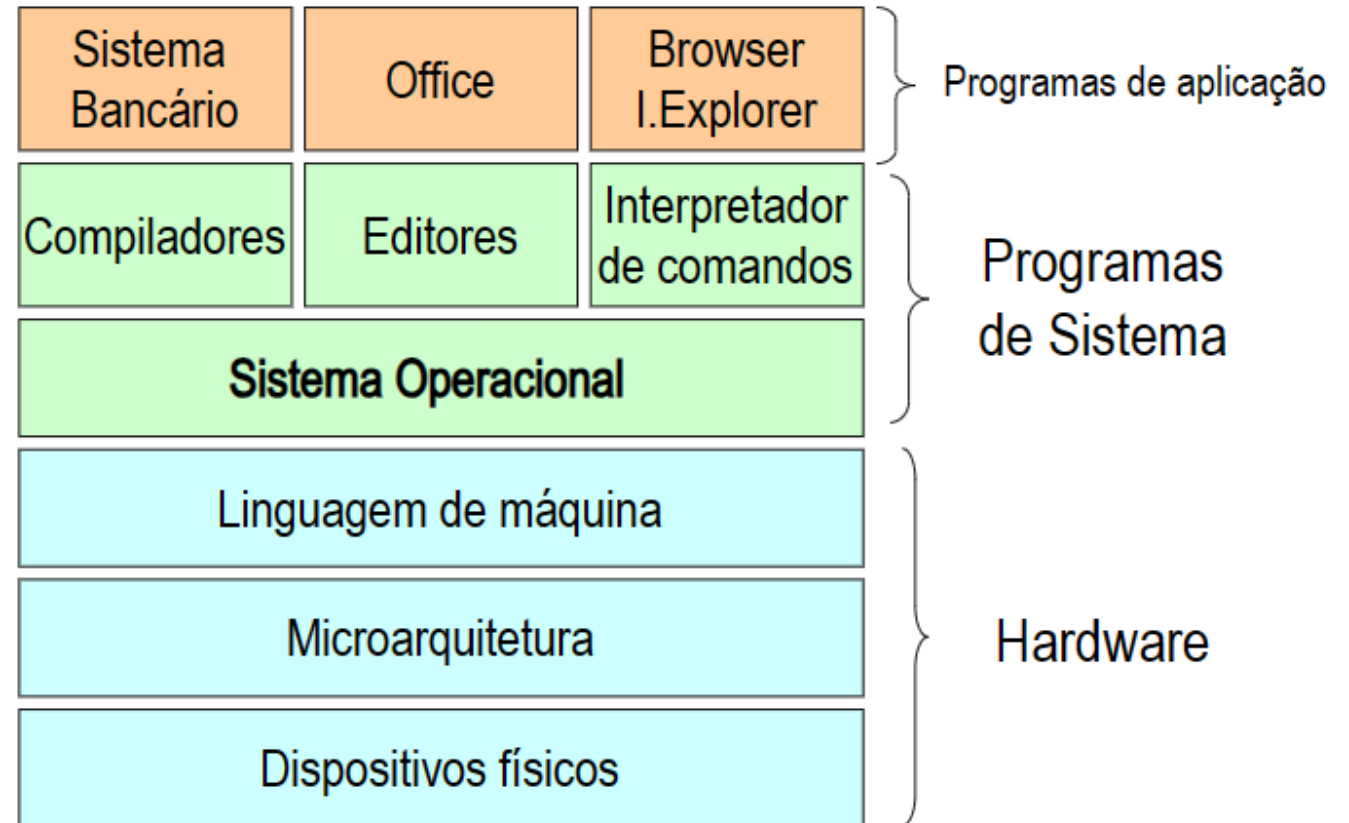 Sistema
Bancário
Office
Browser
I.Explorer
Programas de aplicação
Compiladores
Editores
Interpretador
de comandos
Programas
de Sistema
Sistema Operacional
Linguagem de máquina
Microarquitetura
Hardware
Dispositivos físicos